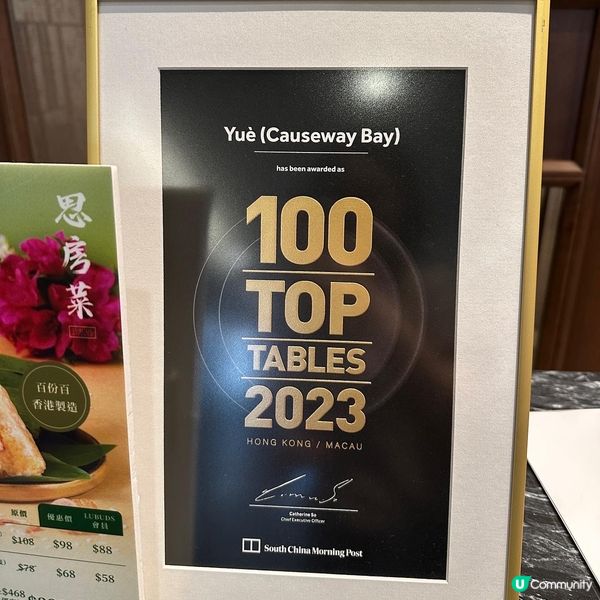 思房菜
百份百
香港製造
原價 優惠價 LUBUDS
會員
$108 $98 $88
$78 $68 $58
$468
Yuè (Causeway Bay)
has been awarded as
100
TOP
TABLES
2023
HONG KONG / MACAU
Catherine So
Chief Executive Officer
South China Morning Post
U Community